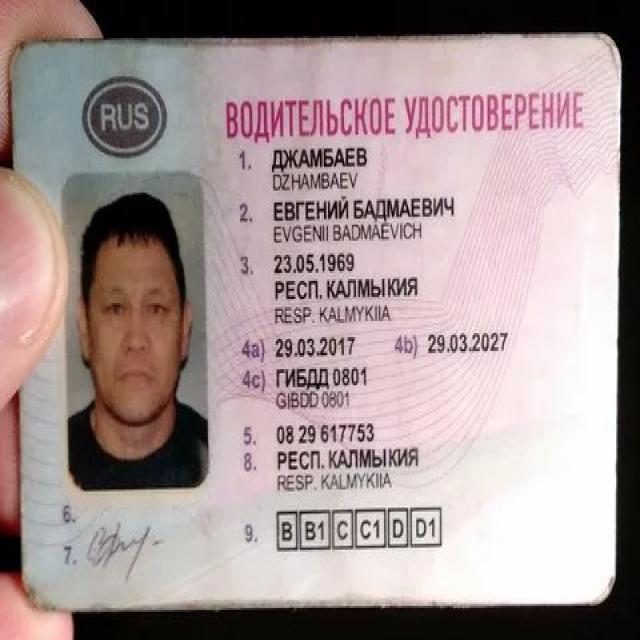 RUS
ВОДИТЕЛЬСКОЕ УДОСТОВЕРЕНИЕ
1. ДЖАМБАЕВ
DZHAMBAEV
2. ЕВГЕНИЙ БАДМАЕВИЧ
EVGENII BADMAEVICH
3. 23.05.1969
РЕСП. КАЛМЫКИЯ
RESP. KALMYKIIA
4a) 29.03.2017 4b) 29.03.2027
4c) ГИБДД 0801
GIBDD 0801
5. 08 29 617753
8. РЕСП. КАЛМЫКИЯ
RESP. KALMYKIIA
6.
7.
9. B B1 C C1 D D1